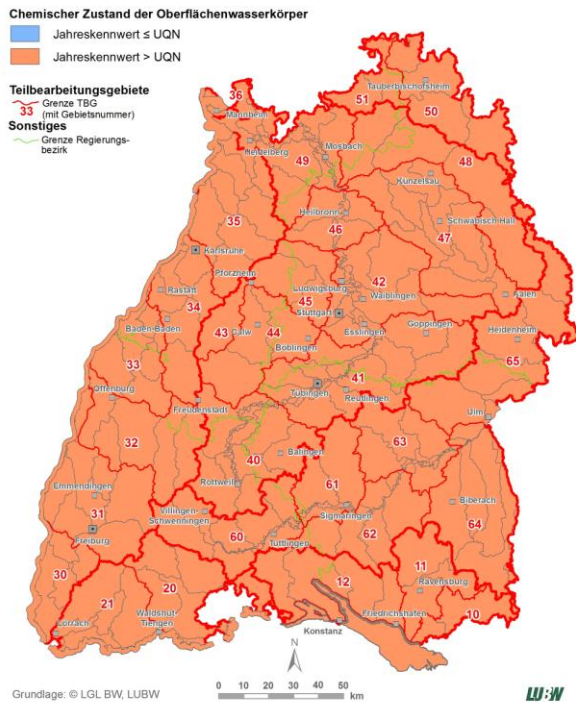 Chemischer Zustand der Oberflächenwasserkörper
Jahreskennwert ≤ UQN
Jahreskennwert > UQN
Teilbearbeitungsgebiete
33 Grenze TBG
(mit Gebietsnummer)
Sonstiges
Grenze Regierungs-
bezirk
36
Mannheim
51
Tauberbischofsheim
50
Heidelberg
49
Mosbach
48
Künzelsau
35
Heilbronn
46
Schwäbisch Hall
47
Karlsruhe
Pforzheim
Rastatt
34
Ludwigsburg
45
42
Waiblingen
Aalen
Stuttgart
Baden-Baden
43
Calw
44
Esslingen
Göppingen
Heidenheim
Böblingen
33
65
41
Offenburg
Tübingen
Reutlingen
Freudenstadt
Ulm
32
63
40
Balingen
Rottweil
61
Emmendingen
Biberach
31
Villingen-
Schwenningen
Sigmaringen
64
Freiburg
60
Tuttlingen
62
30
20
12
11
Ravensburg
21
10
Lörrach
Waldshut-
Tiengen
Friedrichshafen
Konstanz
N
0 10 20 30 40 50
km
Grundlage: © LGL BW, LUBW
LUBW